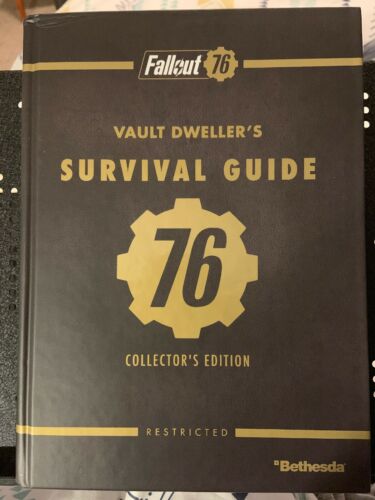 Fallout 76
VAULT DWELLER'S
SURVIVAL GUIDE
76
COLLECTOR'S EDITION
RESTRICTED
Bethesda